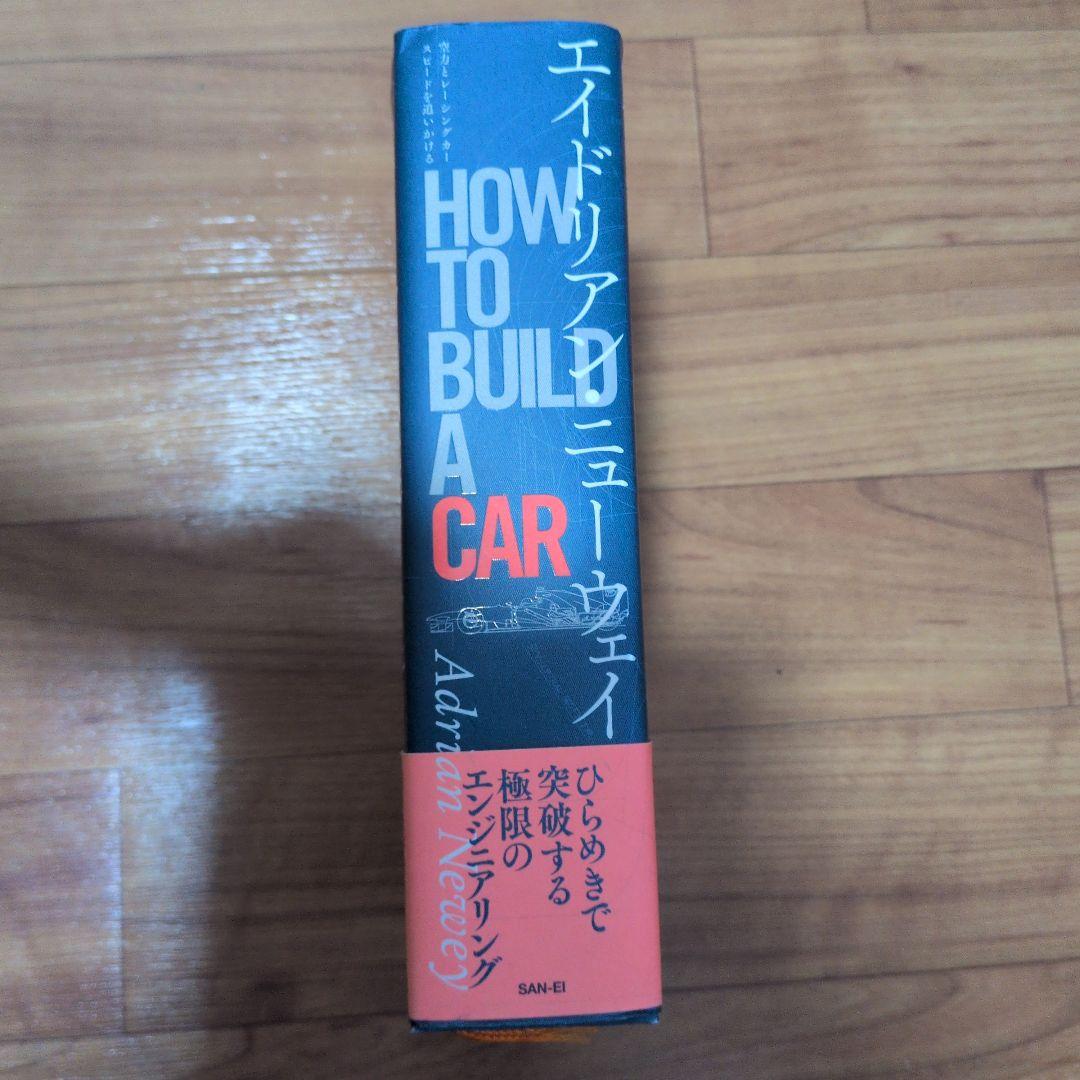 エイドリアン・ニューウェイ
空力とレーシングカー
スピードを追いかける
HOW
TO
BUILD
A
CAR
Adrian Newey
ひらめきで
突破する
極限の
エンジニアリング
SAN-EI